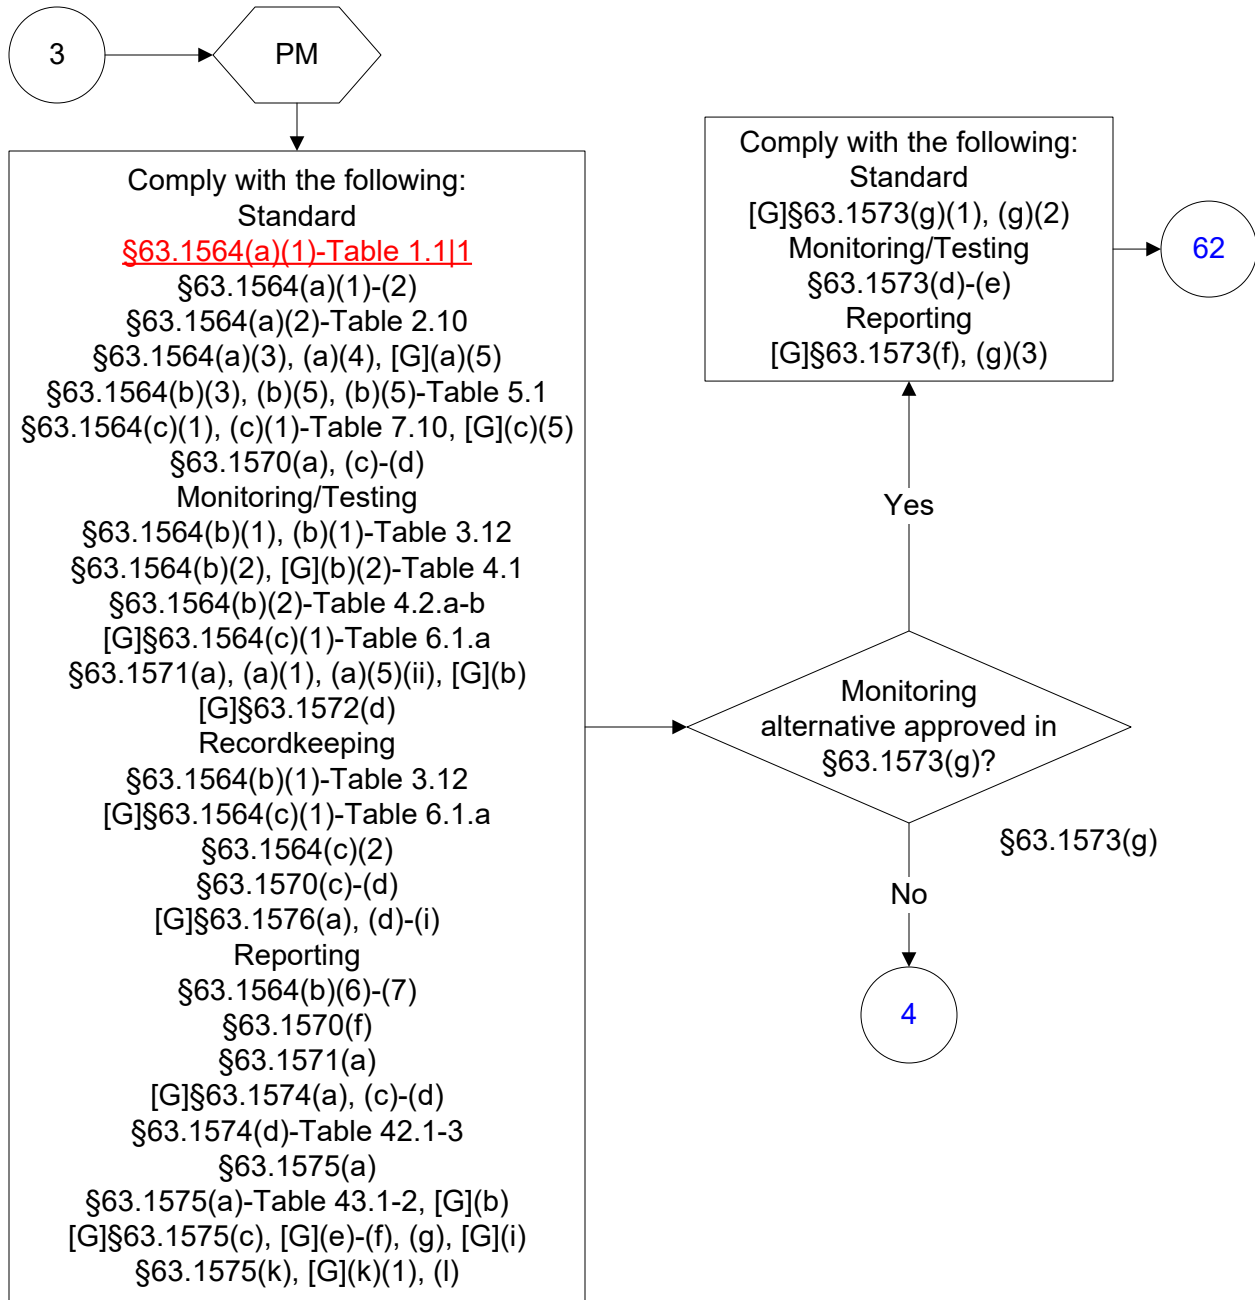 3
PM
Comply with the following:
Standard
§63.1564(a)(1)-Table 1.1|1
§63.1564(a)(1)-(2)
§63.1564(a)(2)-Table 2.10
§63.1564(a)(3), (a)(4), [G](a)(5)
§63.1564(b)(3), (b)(5), (b)(5)-Table 5.1
§63.1564(c)(1), (c)(1)-Table 7.10, [G](c)(5)
§63.1570(a), (c)-(d)
Monitoring/Testing
§63.1564(b)(1), (b)(1)-Table 3.12
§63.1564(b)(2), [G](b)(2)-Table 4.1
§63.1564(b)(2)-Table 4.2.a-b
[G]§63.1564(c)(1)-Table 6.1.a
§63.1571(a), (a)(1), (a)(5)(ii), [G](b)
[G]§63.1572(d)
Recordkeeping
§63.1564(b)(1)-Table 3.12
[G]§63.1564(c)(1)-Table 6.1.a
§63.1564(c)(2)
§63.1570(c)-(d)
[G]§63.1576(a), (d)-(i)
Reporting
§63.1564(b)(6)-(7)
§63.1570(f)
§63.1571(a)
[G]§63.1574(a), (c)-(d)
§63.1574(d)-Table 42.1-3
§63.1575(a)
§63.1575(a)-Table 43.1-2, [G](b)
[G]§63.1575(c), [G](e)-(f), (g), [G](i)
§63.1575(k), [G](k)(1), (l)
Comply with the following:
Standard
[G]§63.1573(g)(1), (g)(2)
Monitoring/Testing
§63.1573(d)-(e)
Reporting
[G]§63.1573(f), (g)(3)
62
Yes
Monitoring
alternative approved in
§63.1573(g)?
§63.1573(g)
No
4